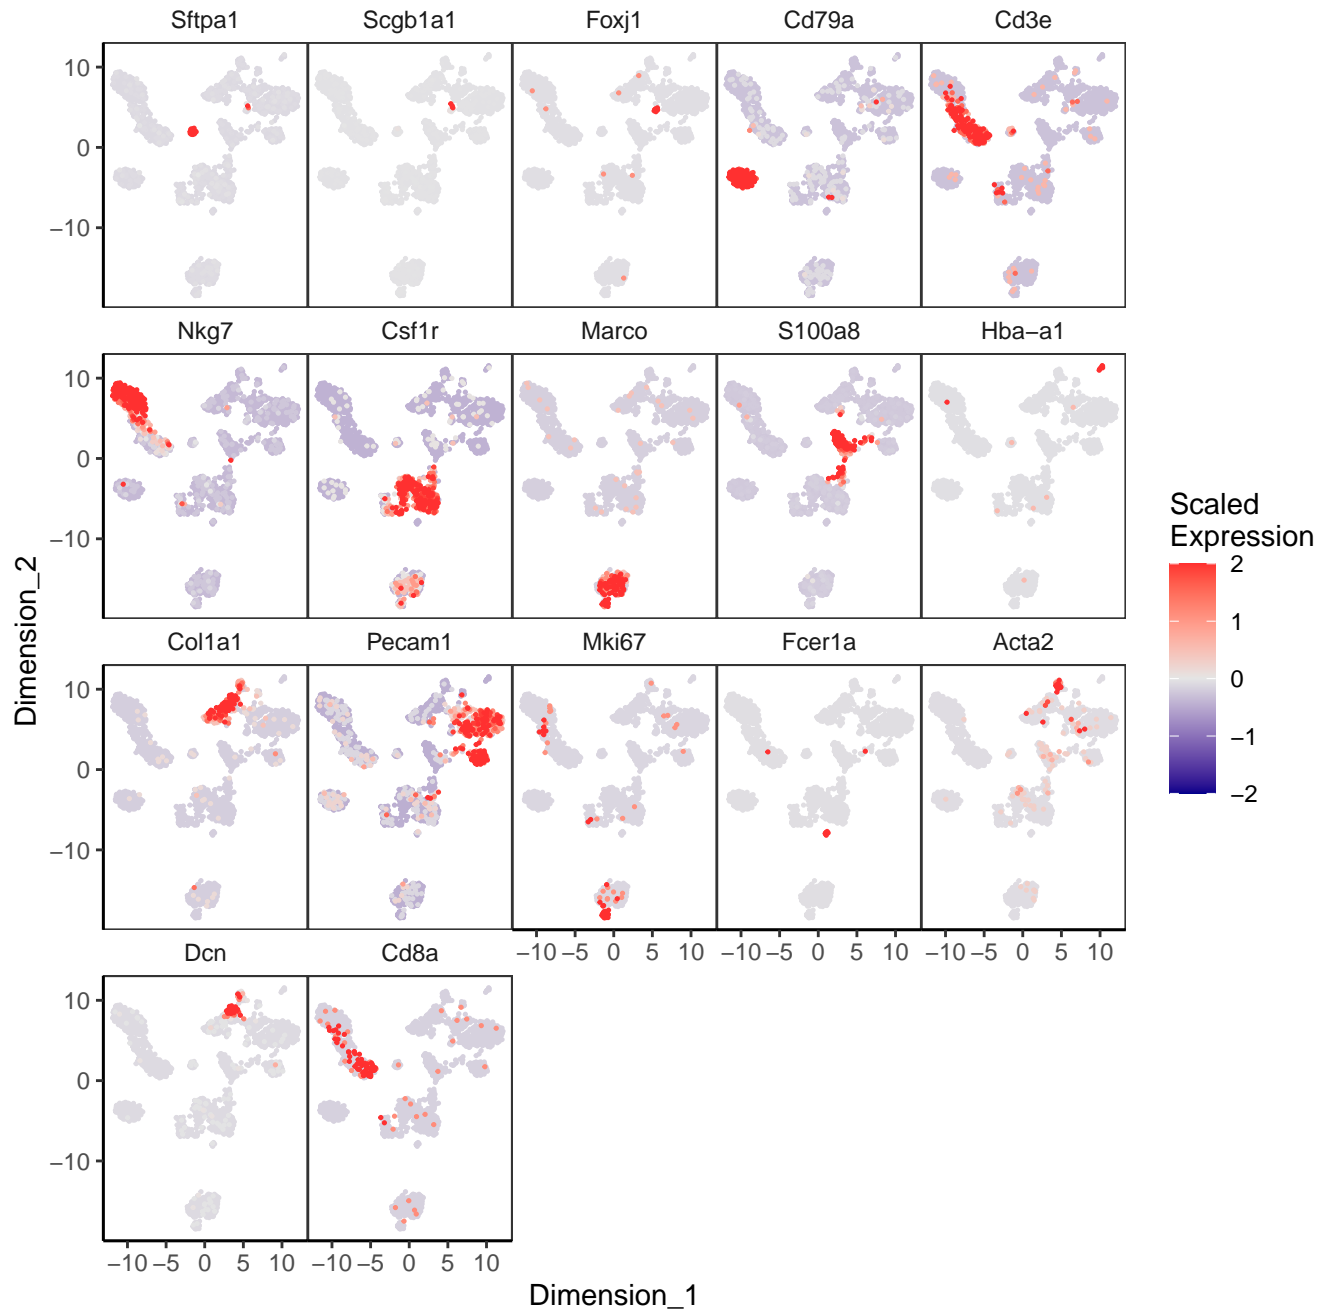 Sftpa1 Scgb1a1 Foxj1 Cd79a Cd3e
10
0
−10
Nkg7 Csf1r Marco S100a8 Hba−a1
10
0
−10
Col1a1 Pecam1 Mki67 Fcer1a Acta2
10
0
−10
−10 −5 0 5 10 −10 −5 0 5 10 −10 −5 0 5 10
Dcn Cd8a
10
0
−10
−10 −5 0 5 10 −10 −5 0 5 10
Dimension_1
Dimension_2
Scaled
Expression
2
1
0
−1
−2